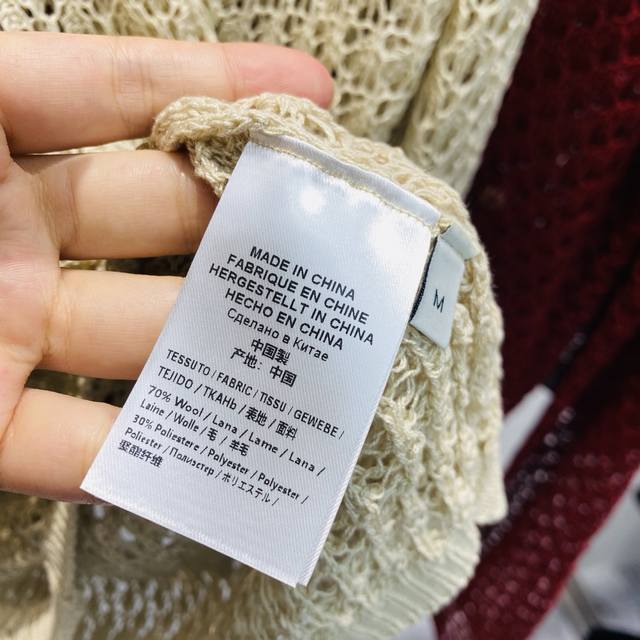 MADE IN CHINA
FABRIQUE EN CHINE
HERGESTELLT IN CHINA
HECHO EN CHINA
Сделано в Китае
中国製
产地: 中国
TESSUTO / FABRIC / TISSU / GEWEBE /
TEJIDO / ТКАНЬ / 表地 / 面料
70% Wool / Lana / Lame / Lana /
Laine / Wolle / 毛 / 羊毛
30% Poliestere / Polyester / Polyester /
Poliester / Полиэстер / ポリエステル /
聚酯纤维
M